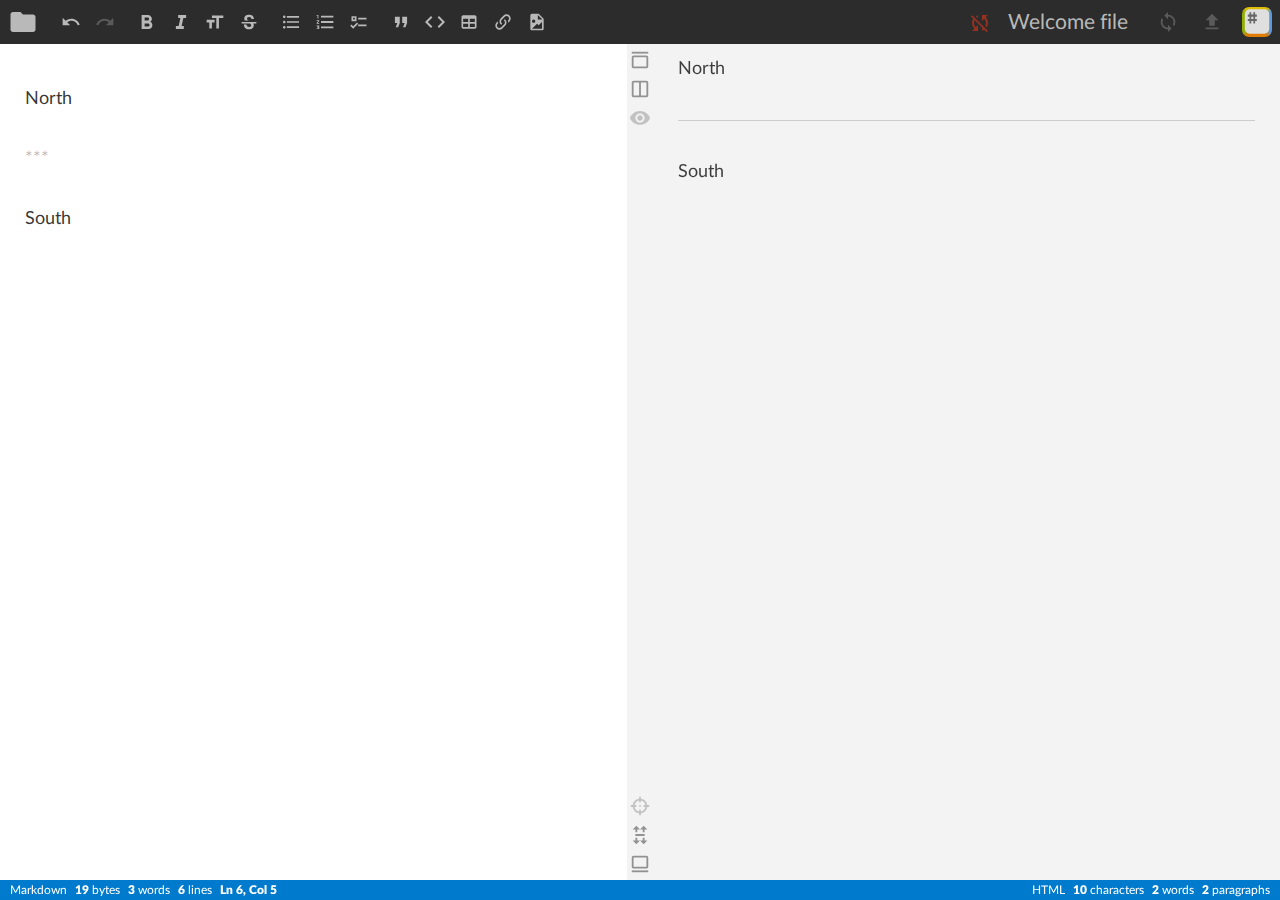 Welcome file
North
***
South
North
South
Markdown 19 bytes 3 words 6 lines Ln 6, Col 5
HTML 10 characters 2 words 2 paragraphs